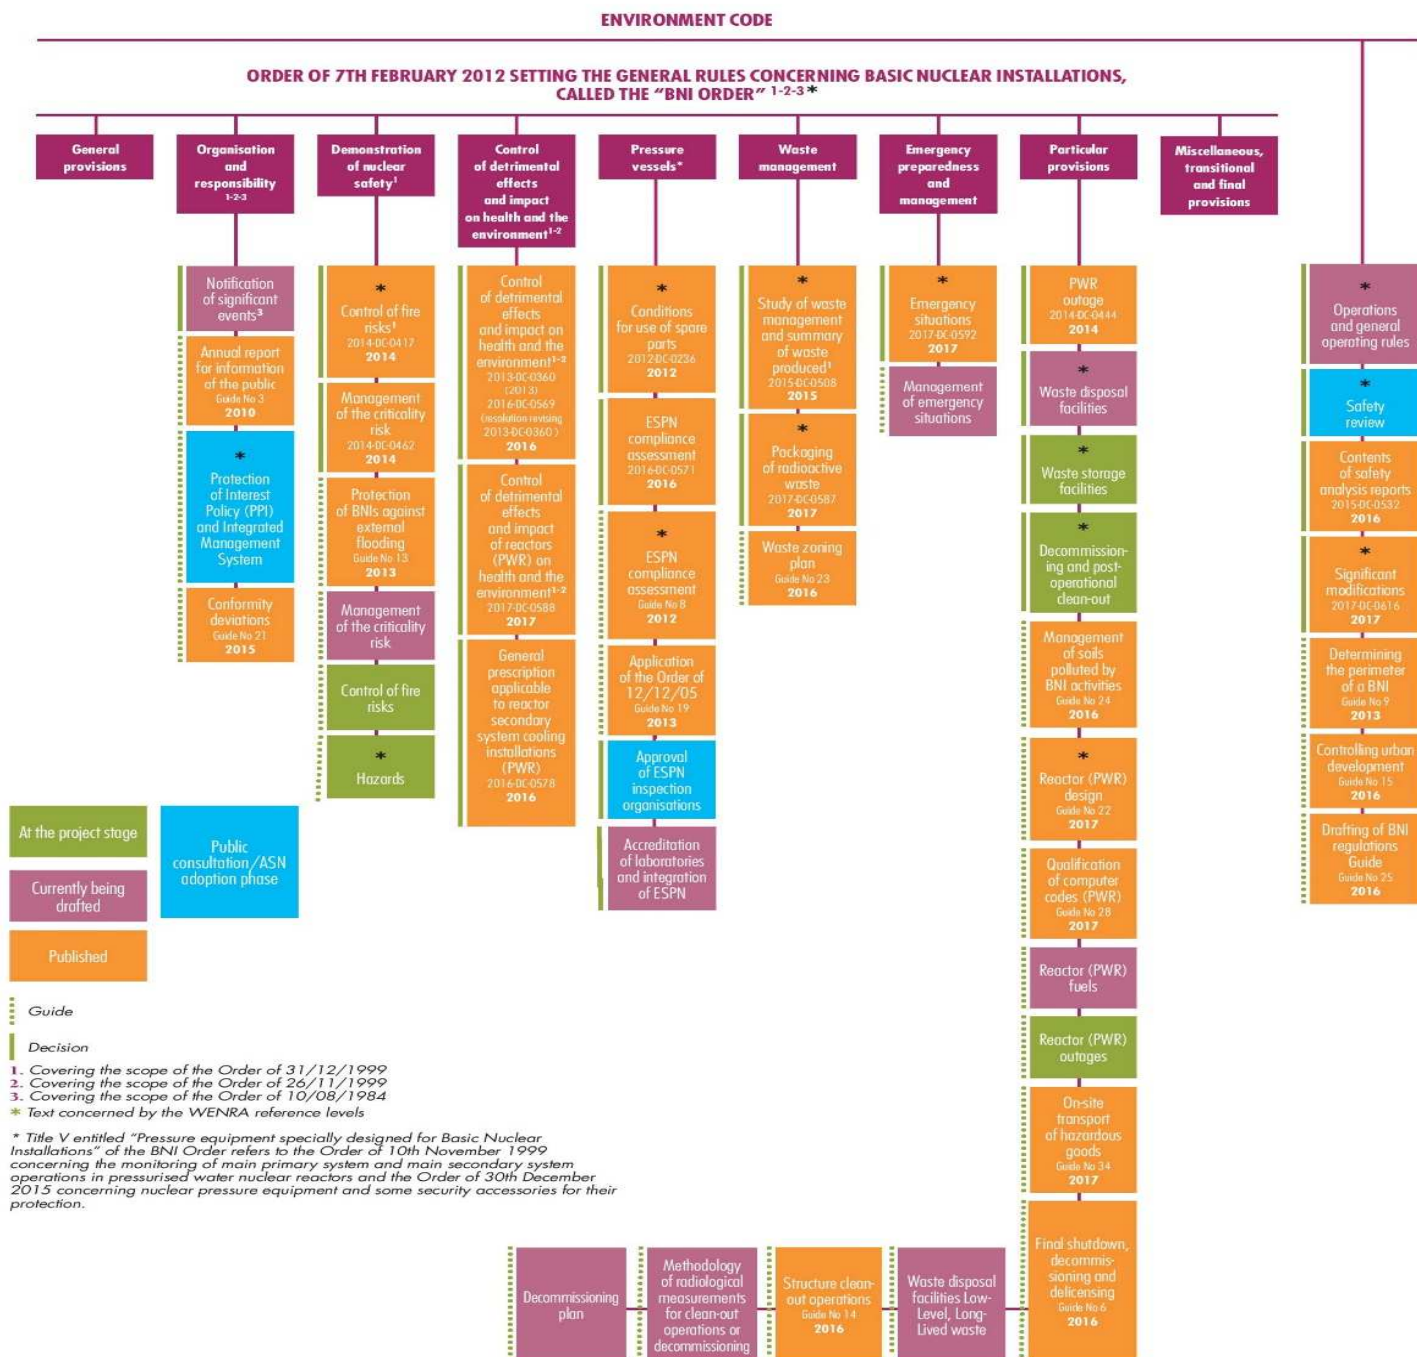 ENVIRONMENT CODE
ORDER OF 7TH FEBRUARY 2012 SETTING THE GENERAL RULES CONCERNING BASIC NUCLEAR INSTALLATIONS,
CALLED THE “BNI ORDER” 1-2-3 *
General
provisions
Organisation
and
responsibility
1-2-3
Demonstration
of nuclear
safety1
Control
of detrimental
effects
and impact
on health and the
environment1-2
Pressure
vessels*
Waste
management
Emergency
preparedness
and
management
Particular
provisions
Miscellaneous,
transitional
and final
provisions
Notification
of significant
events3
Annual report
for information
of the public
Guide No 3
2010
*
Protection
of Interest
Policy (PPI)
and Integrated
Management
System
Conformity
deviations
Guide No 21
2015
*
Control of fire
risks1
2014-DC-0417
2014
Management
of the criticality
risk
2014-DC-0462
2014
Protection
of BNIs against
external
flooding
Guide No 13
2013
Management
of the criticality
risk
Control of fire
risks
*
Hazards
Control
of detrimental
effects
and impact on
health and the
environment1-2
2013-DC-0360
(2013)
2016-DC-0569
(resolution revising
2013-DC-0360 )
2016
Control
of detrimental
effects
and impact
of reactors
(PWR) on
health and the
environment1-2
2017-DC-0588
2017
General
prescription
applicable
to reactor
secondary
system cooling
installations
(PWR)
2016-DC-0578
2016
*
Conditions
for use of spare
parts
2012-DC-0236
2012
ESPN
compliance
assessment
2016-DC-0571
2016
*
ESPN
compliance
assessment
Guide No 8
2012
Application
of the Order of
12/12/05
Guide No 19
2013
Approval
of ESPN
inspection
organisations
Accreditation
of laboratories
and integration
of ESPN
*
Study of waste
management
and summary
of waste
produced1
2015-DC-0508
2015
*
Packaging
of radioactive
waste
2017-DC-0587
2017
Waste zoning
plan
Guide No 23
2016
*
Emergency
situations
2017-DC-0592
2017
Management
of emergency
situations
PWR
outage
2014-DC-0444
2014
*
Waste disposal
facilities
*
Waste storage
facilities
*
Decommission-
ing and post-
operational
clean-out
Management
of soils
polluted by
BNI activities
Guide No 24
2016
*
Reactor (PWR)
design
Guide No 22
2017
Qualification
of computer
codes (PWR)
Guide No 28
2017
Reactor (PWR)
fuels
Reactor (PWR)
outages
On-site
transport
of hazardous
goods
Guide No 34
2017
Final shutdown,
decommis-
sioning and
delicensing
Guide No 6
2016
*
Operations
and general
operating rules
*
Safety
review
Contents
of safety
analysis reports
2015-DC-0532
2016
*
Significant
modifications
2017-DC-0616
2017
Determining
the perimeter
of a BNI
Guide No 9
2013
Controlling urban
development
Guide No 15
2016
Drafting of BNI
regulations
Guide
Guide No 25
2016
At the project stage
Public
consultation/ASN
adoption phase
Currently being
drafted
Published
Guide
Decision
1. Covering the scope of the Order of 31/12/1999
2. Covering the scope of the Order of 26/11/1999
3. Covering the scope of the Order of 10/08/1984
* Text concerned by the WENRA reference levels
* Title V entitled “Pressure equipment specially designed for Basic Nuclear
Installations” of the BNI Order refers to the Order of 10th November 1999
concerning the monitoring of main primary system and main secondary system
operations in pressurised water nuclear reactors and the Order of 30th December
2015 concerning nuclear pressure equipment and some security accessories for their
protection.
Decommissioning
plan
Methodology
of radiological
measurements
for clean-out
operations or
decommissioning
Structure clean-
out operations
Guide No 14
2016
Waste disposal
facilities Low-
Level, Long-
Lived waste